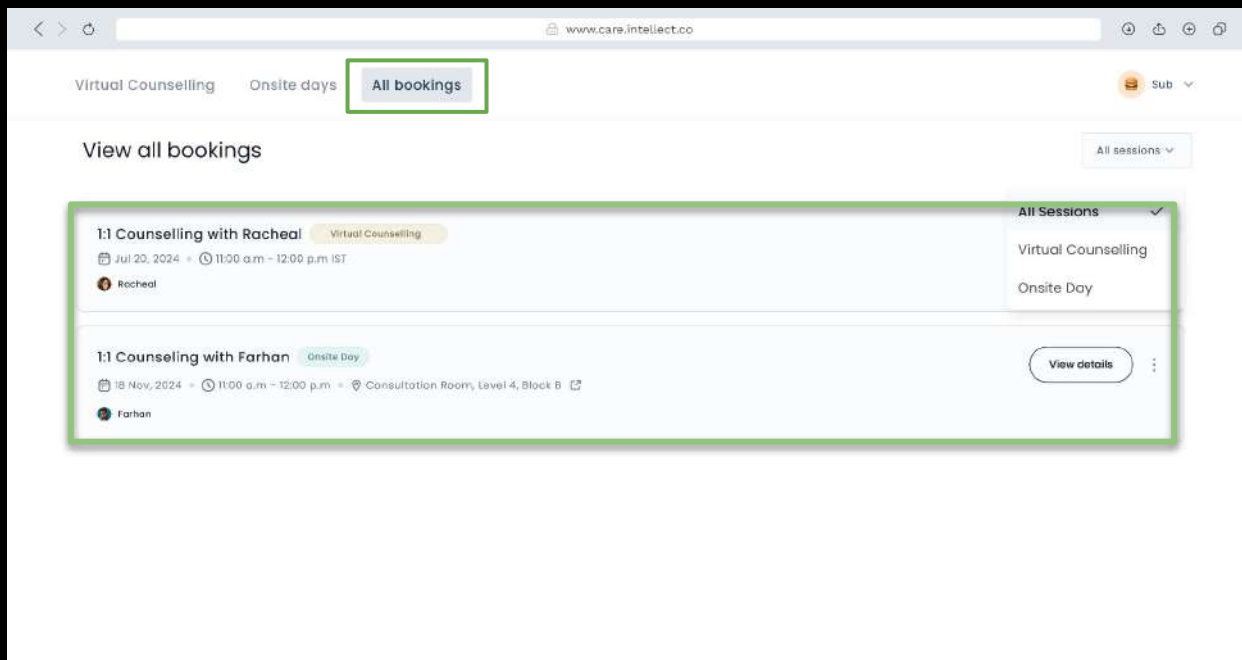 www.care.intellect.co
Virtual Counselling Onsite days All bookings Sub
View all bookings All sessions
All Sessions
1:1 Counselling with Racheal Virtual Counselling
Virtual Counselling
Jul 20, 2024 11:00 a.m - 12:00 p.m IST
Racheal
Onsite Day
1:1 Counseling with Farhan Onsite Day
View details
18 Nov, 2024 11:00 a.m - 12:00 p.m Consultation Room, Level 4, Block B
Farhan